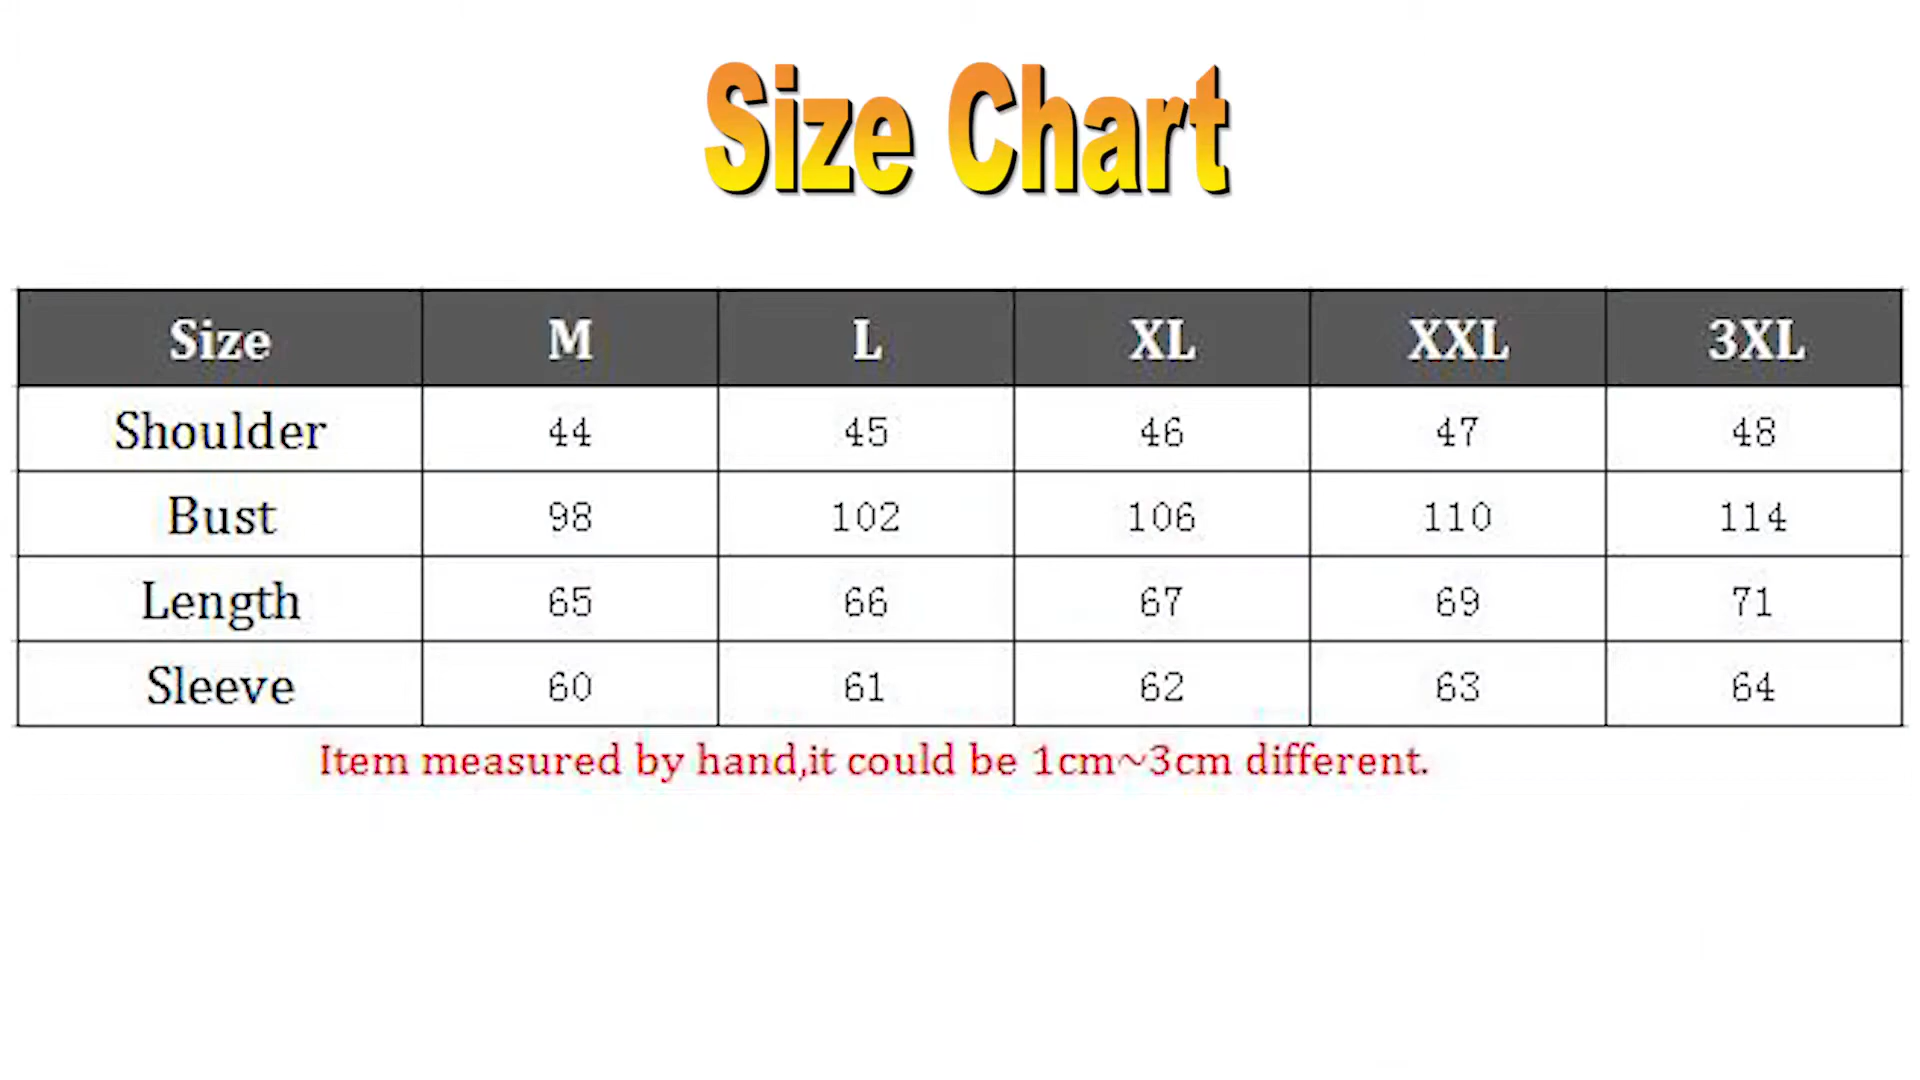 Size Chart
Size M L XL XXL 3XL
Shoulder 44 45 46 47 48
Bust 98 102 106 110 114
Length 65 66 67 69 71
Sleeve 60 61 62 63 64
Item measured by hand,it could be 1cm~3cm different.